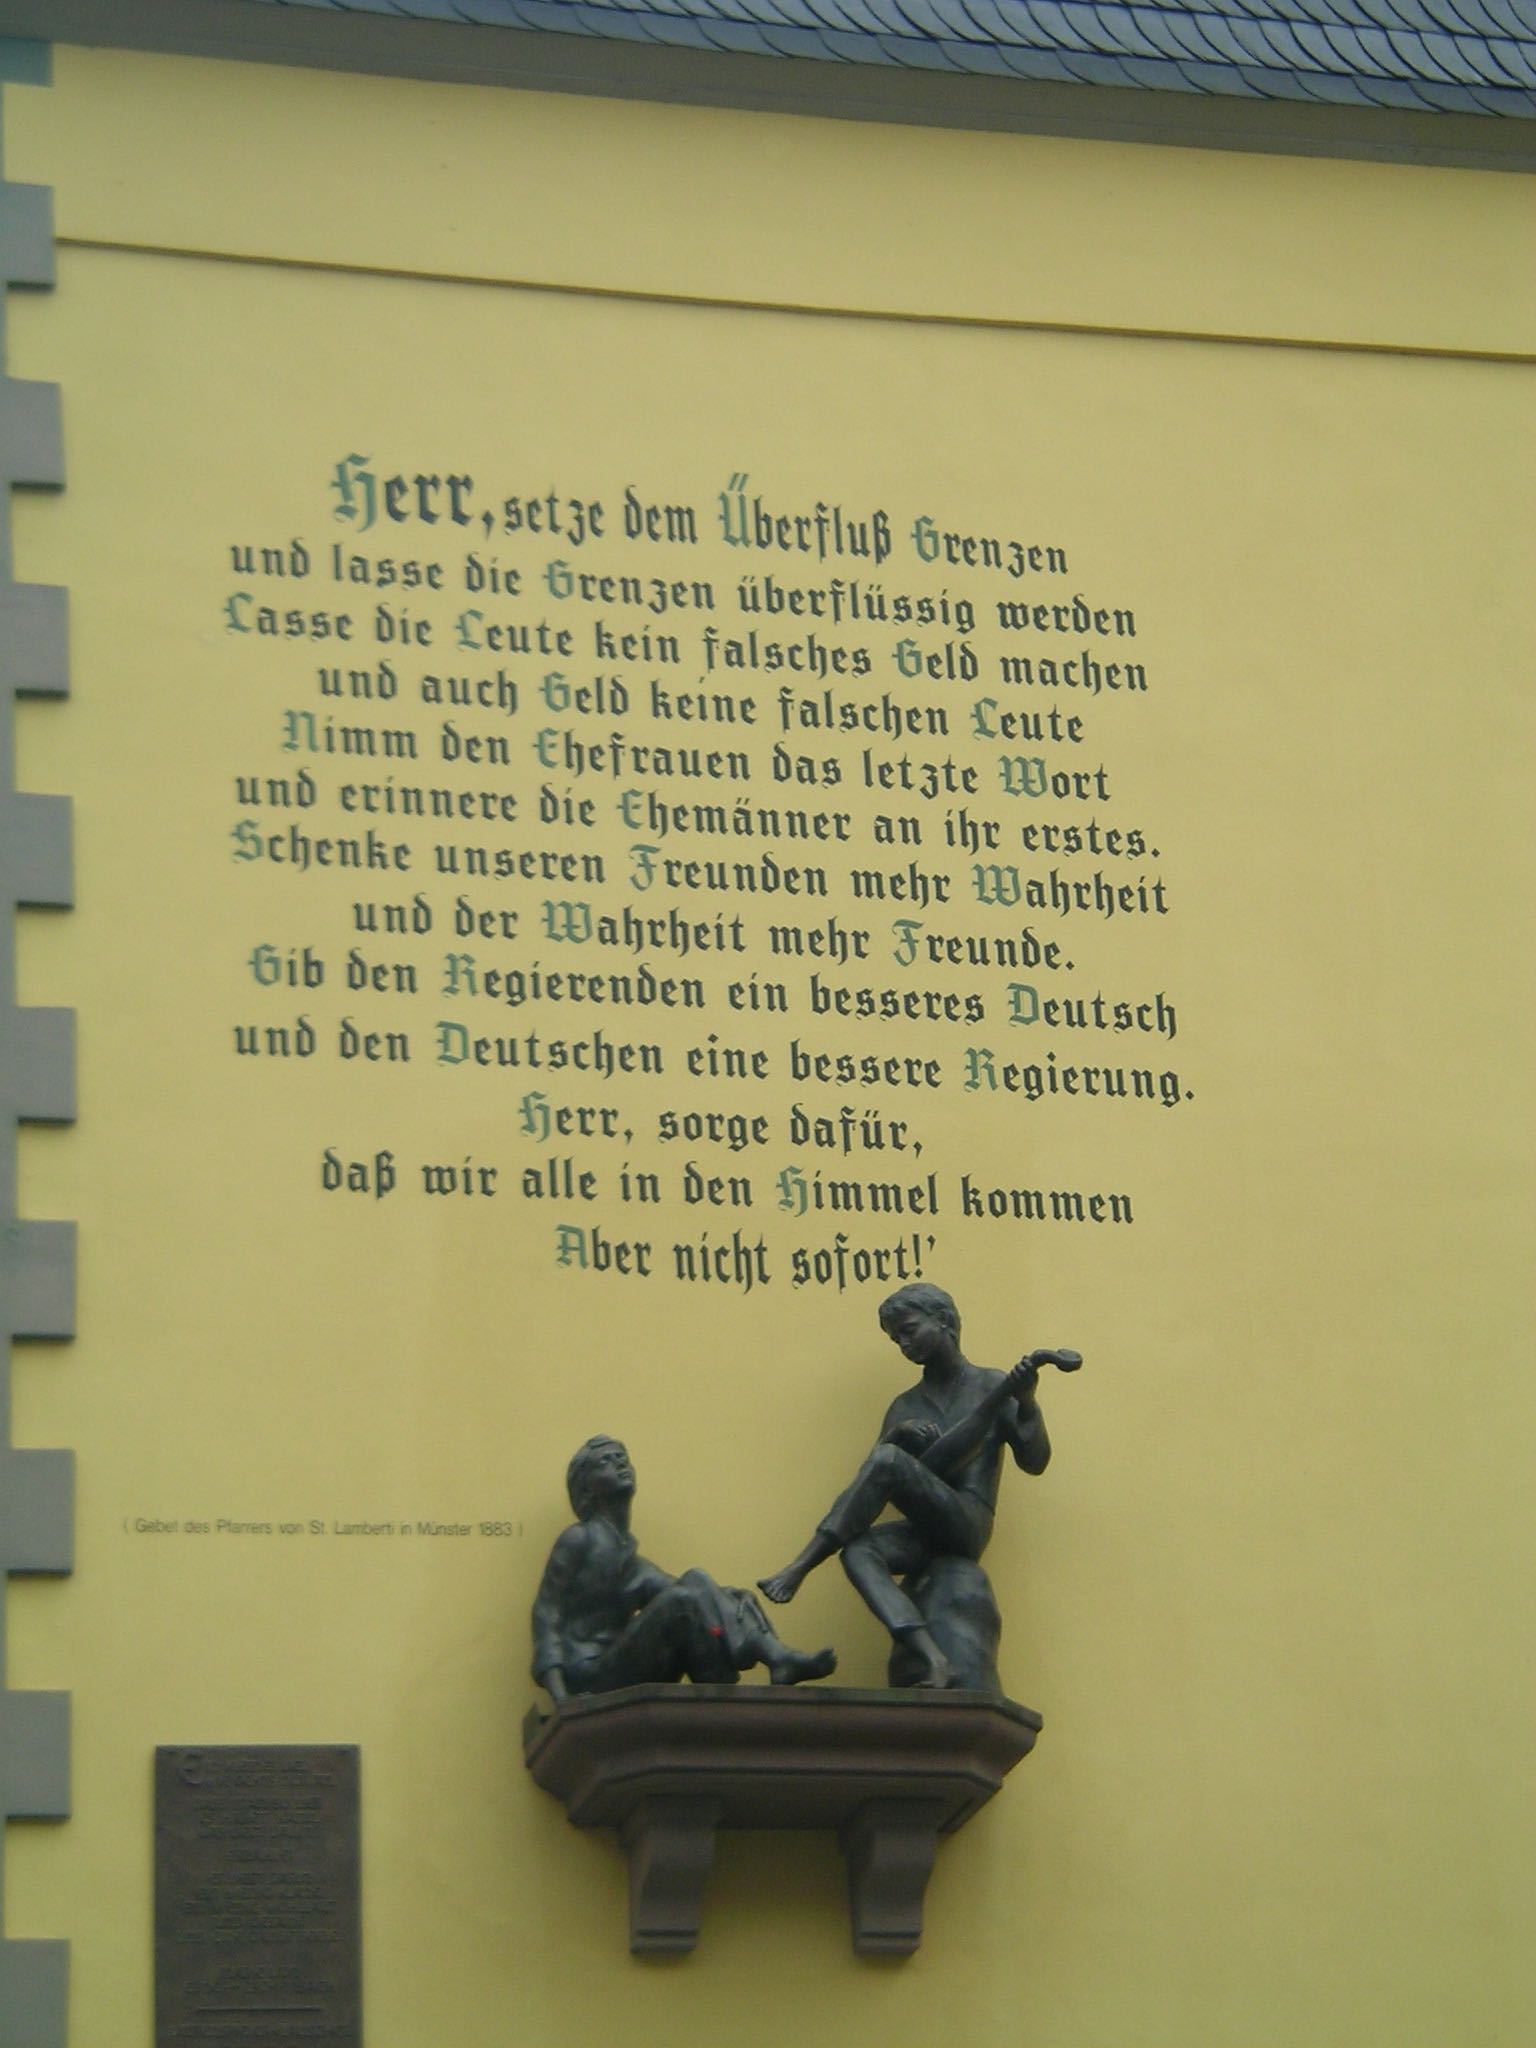 Herr, setze dem Überfluß Grenzen
und lasse die Grenzen überflüssig werden
Lasse die Leute kein falsches Geld machen
und auch Geld keine falschen Leute
Nimm den Ehefrauen das letzte Wort
und erinnere die Ehemänner an ihr erstes.
Schenke unseren Freunden mehr Wahrheit
und der Wahrheit mehr Freunde.
Gib den Regierenden ein besseres Deutsch
und den Deutschen eine bessere Regierung.
Herr, sorge dafür,
daß wir alle in den Himmel kommen
Aber nicht sofort!'
( Gebet des Pfarrers von St. Lamberti in Münster 1883 )